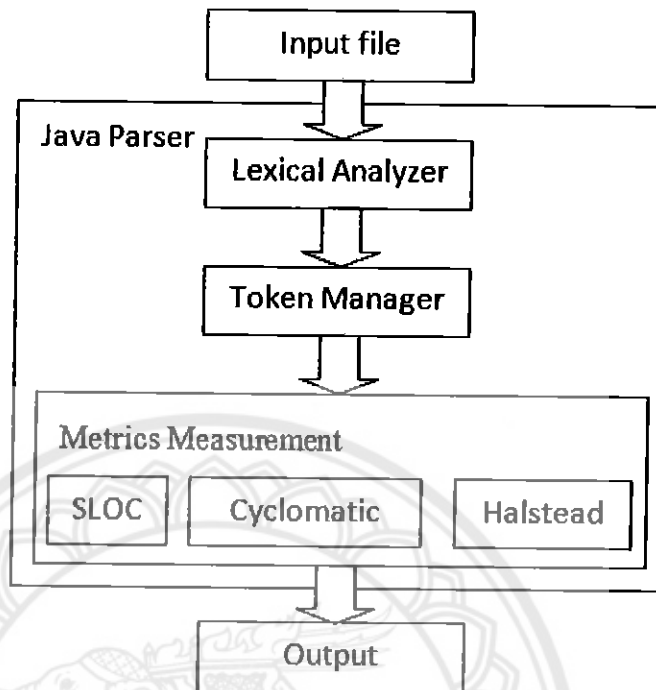 Input file
Java Parser
Lexical Analyzer
Token Manager
Metrics Measurement
SLOC
Cyclomatic
Halstead
Output